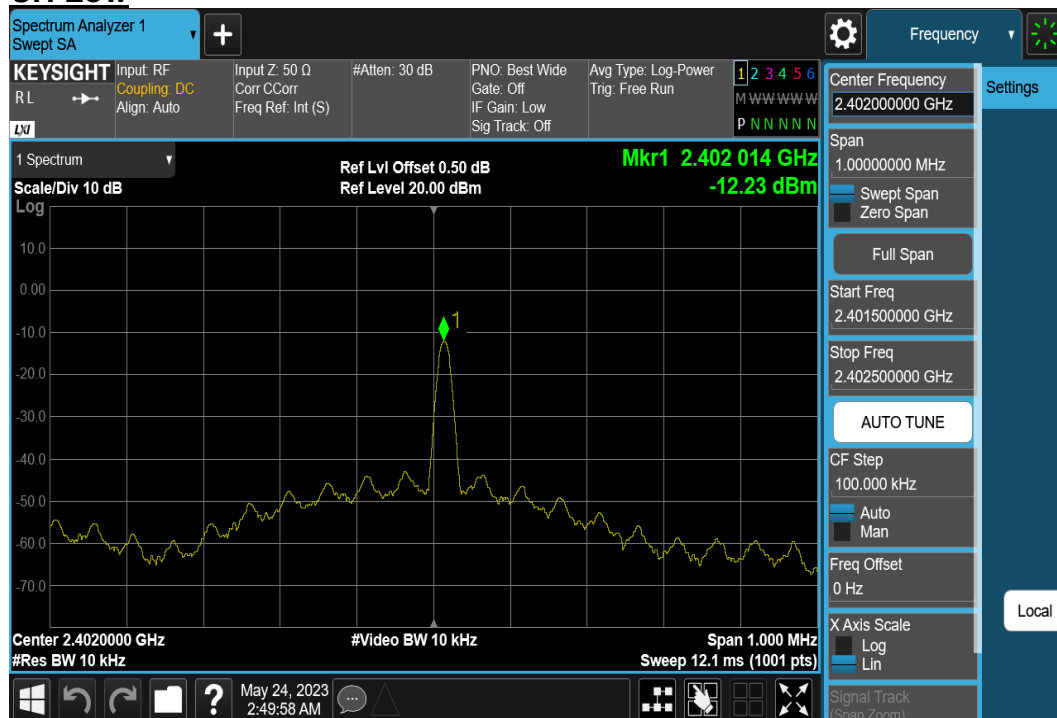 CH Low
Spectrum Analyzer 1
Swept SA
Frequency
KEYSIGHT
RL
LXI
Input: RF
Coupling: DC
Align: Auto
Input Z: 50 Ω
Corr CCorr
Freq Ref: Int (S)
#Atten: 30 dB
PNO: Best Wide
Gate: Off
IF Gain: Low
Sig Track: Off
Avg Type: Log-Power
Trig: Free Run
1 2 3 4 5 6
M W W W W W
P N N N N N
1 Spectrum
Scale/Div 10 dB
Log
Ref Lvl Offset 0.50 dB
Ref Level 20.00 dBm
Mkr1 2.402 014 GHz
-12.23 dBm
10.0
0.00
-10.0
-20.0
-30.0
-40.0
-50.0
-60.0
-70.0
1
Center 2.4020000 GHz
#Res BW 10 kHz
#Video BW 10 kHz
Span 1.000 MHz
Sweep 12.1 ms (1001 pts)
May 24, 2023
2:49:58 AM
Center Frequency
2.402000000 GHz
Span
1.00000000 MHz
Swept Span
Zero Span
Full Span
Start Freq
2.401500000 GHz
Stop Freq
2.402500000 GHz
AUTO TUNE
CF Step
100.000 kHz
Auto
Man
Freq Offset
0 Hz
X Axis Scale
Log
Lin
Signal Track
(Span Zoom)
Settings
Local